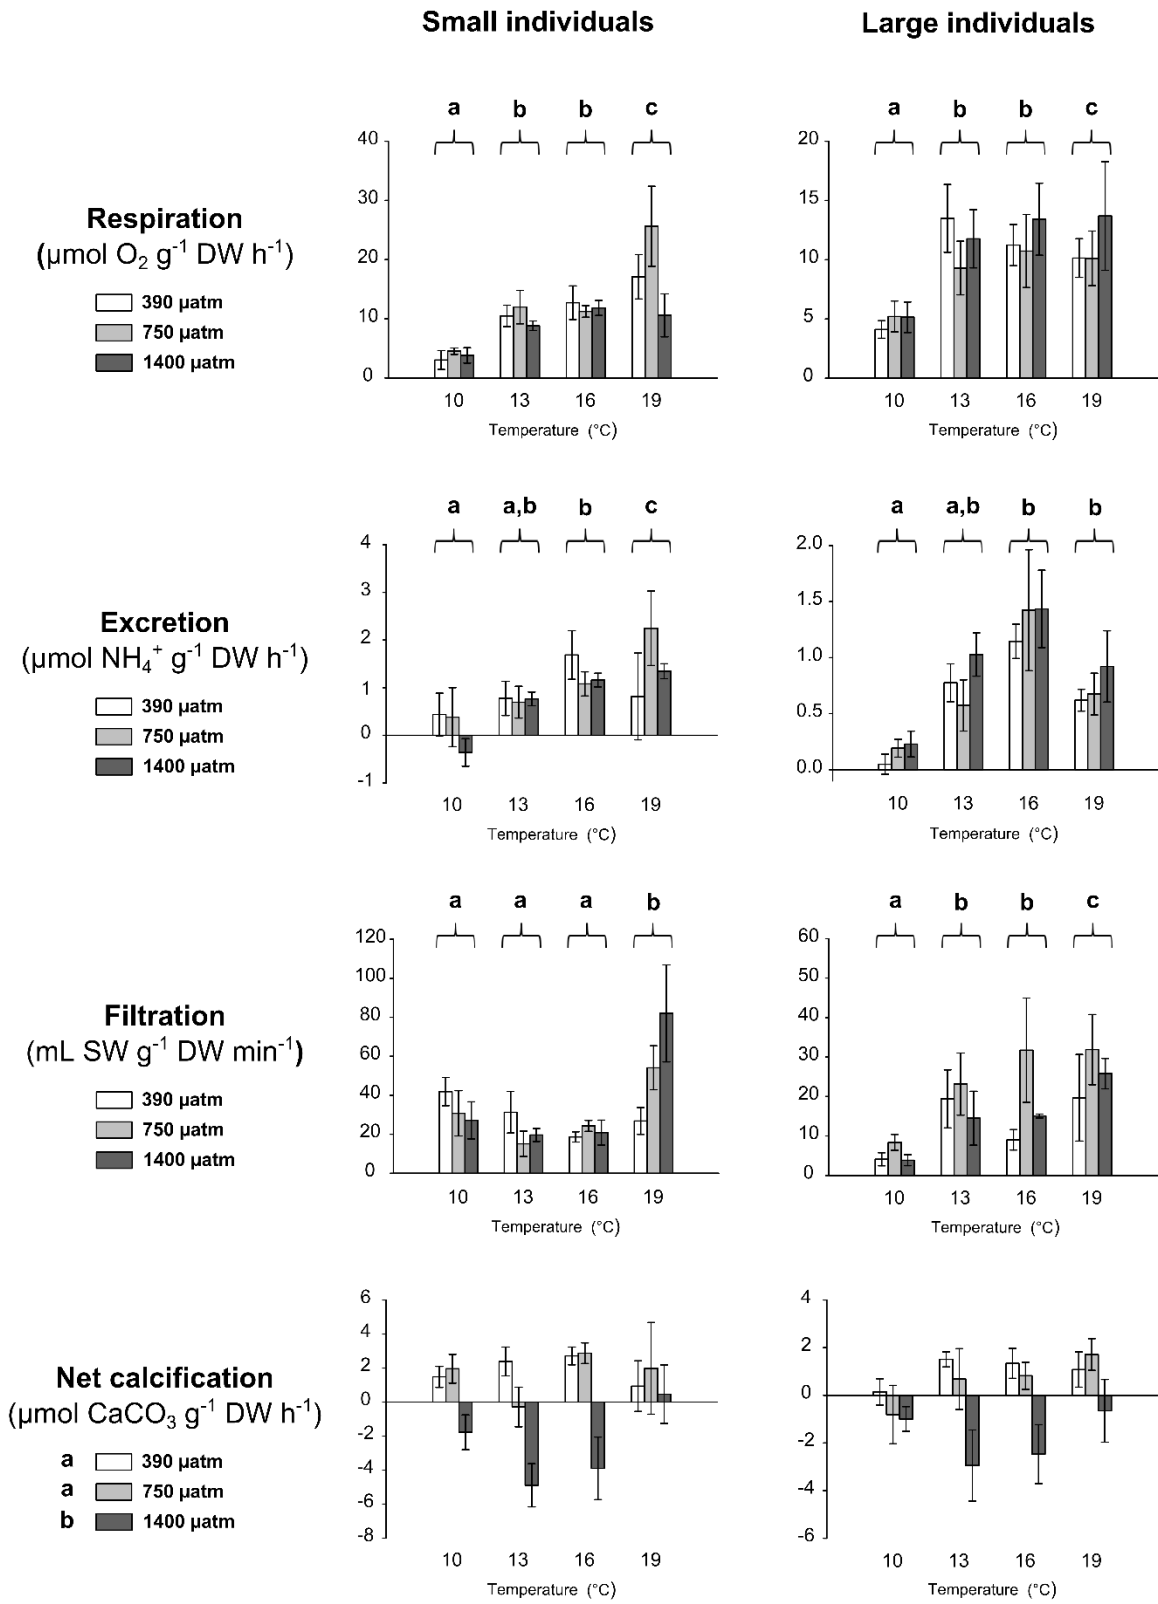 Small individuals
Large individuals
Respiration
(µmol O₂ g⁻¹ DW h⁻¹)
390 µatm
750 µatm
1400 µatm
a b b c
40
30
20
10
0
10 13 16 19
Temperature (°C)
a b b c
20
15
10
5
0
10 13 16 19
Temperature (°C)
Excretion
(µmol NH₄⁺ g⁻¹ DW h⁻¹)
390 µatm
750 µatm
1400 µatm
a a,b b c
4
3
2
1
0
-1
10 13 16 19
Temperature (°C)
a a,b b b
2.0
1.5
1.0
0.5
0.0
10 13 16 19
Temperature (°C)
Filtration
(mL SW g⁻¹ DW min⁻¹)
390 µatm
750 µatm
1400 µatm
a a a b
120
100
80
60
40
20
0
10 13 16 19
Temperature (°C)
a b b c
60
50
40
30
20
10
0
10 13 16 19
Temperature (°C)
Net calcification
(µmol CaCO₃ g⁻¹ DW h⁻¹)
a 390 µatm
a 750 µatm
b 1400 µatm
6
4
2
0
-2
-4
-6
-8
10 13 16 19
Temperature (°C)
4
2
0
-2
-4
-6
10 13 16 19
Temperature (°C)